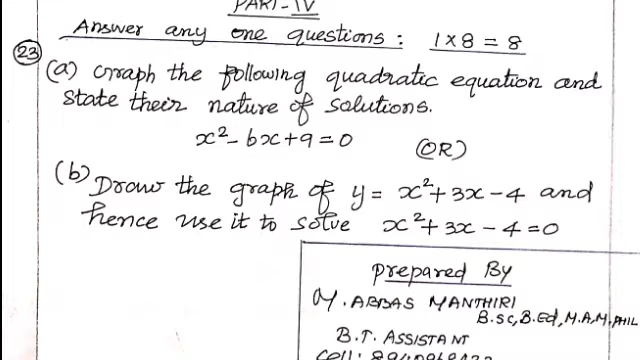 PART-IV
Answer any one questions: 1 × 8 = 8
23 (a) Graph the following quadratic equation and
state their nature of solutions.
x² - 6x + 9 = 0 (OR)
(b) Draw the graph of y = x² + 3x - 4 and
hence use it to solve x² + 3x - 4 = 0
Prepared By
M. ABBAS MANTHIRI
B.SC, B.Ed, M.A, M.PHIL
B.T. ASSISTANT